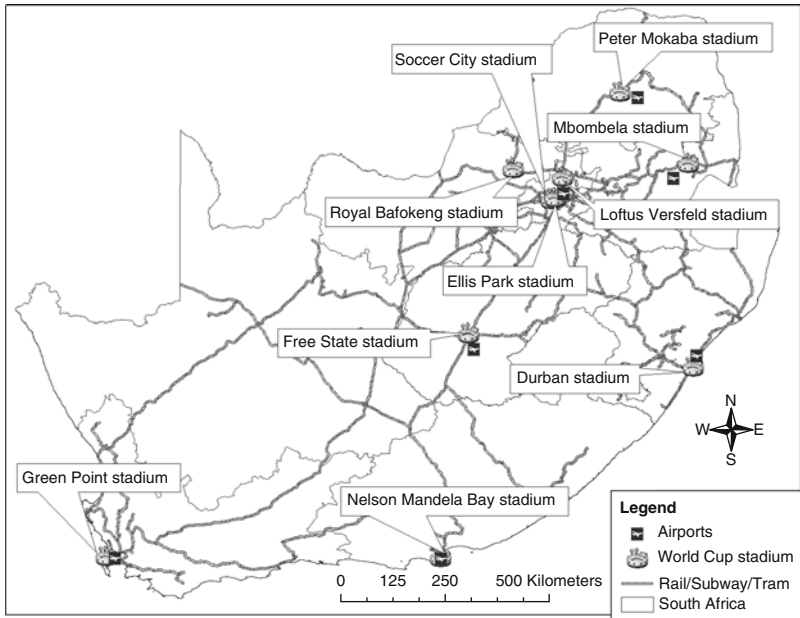 Peter Mokaba stadium
Soccer City stadium
Mbombela stadium
Royal Bafokeng stadium
Loftus Versfeld stadium
Ellis Park stadium
Free State stadium
Durban stadium
N
W E
S
Green Point stadium
Nelson Mandela Bay stadium
Legend
Airports
World Cup stadium
Rail/Subway/Tram
South Africa
0 125 250 500 Kilometers